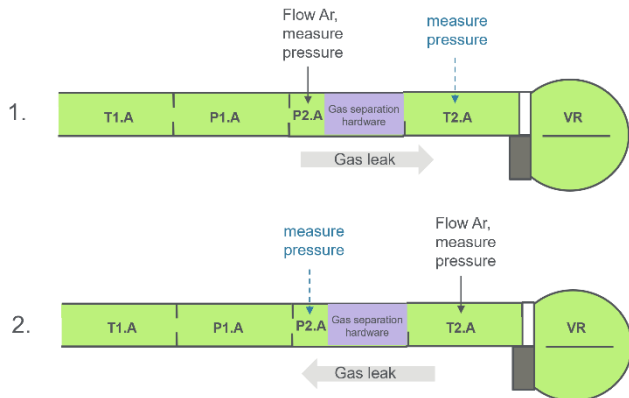 Flow Ar,
measure
pressure
measure
pressure
1.
T1.A
P1.A
P2.A
Gas separation
hardware
T2.A
VR
Gas leak
measure
pressure
Flow Ar,
measure
pressure
2.
T1.A
P1.A
P2.A
Gas separation
hardware
T2.A
VR
Gas leak